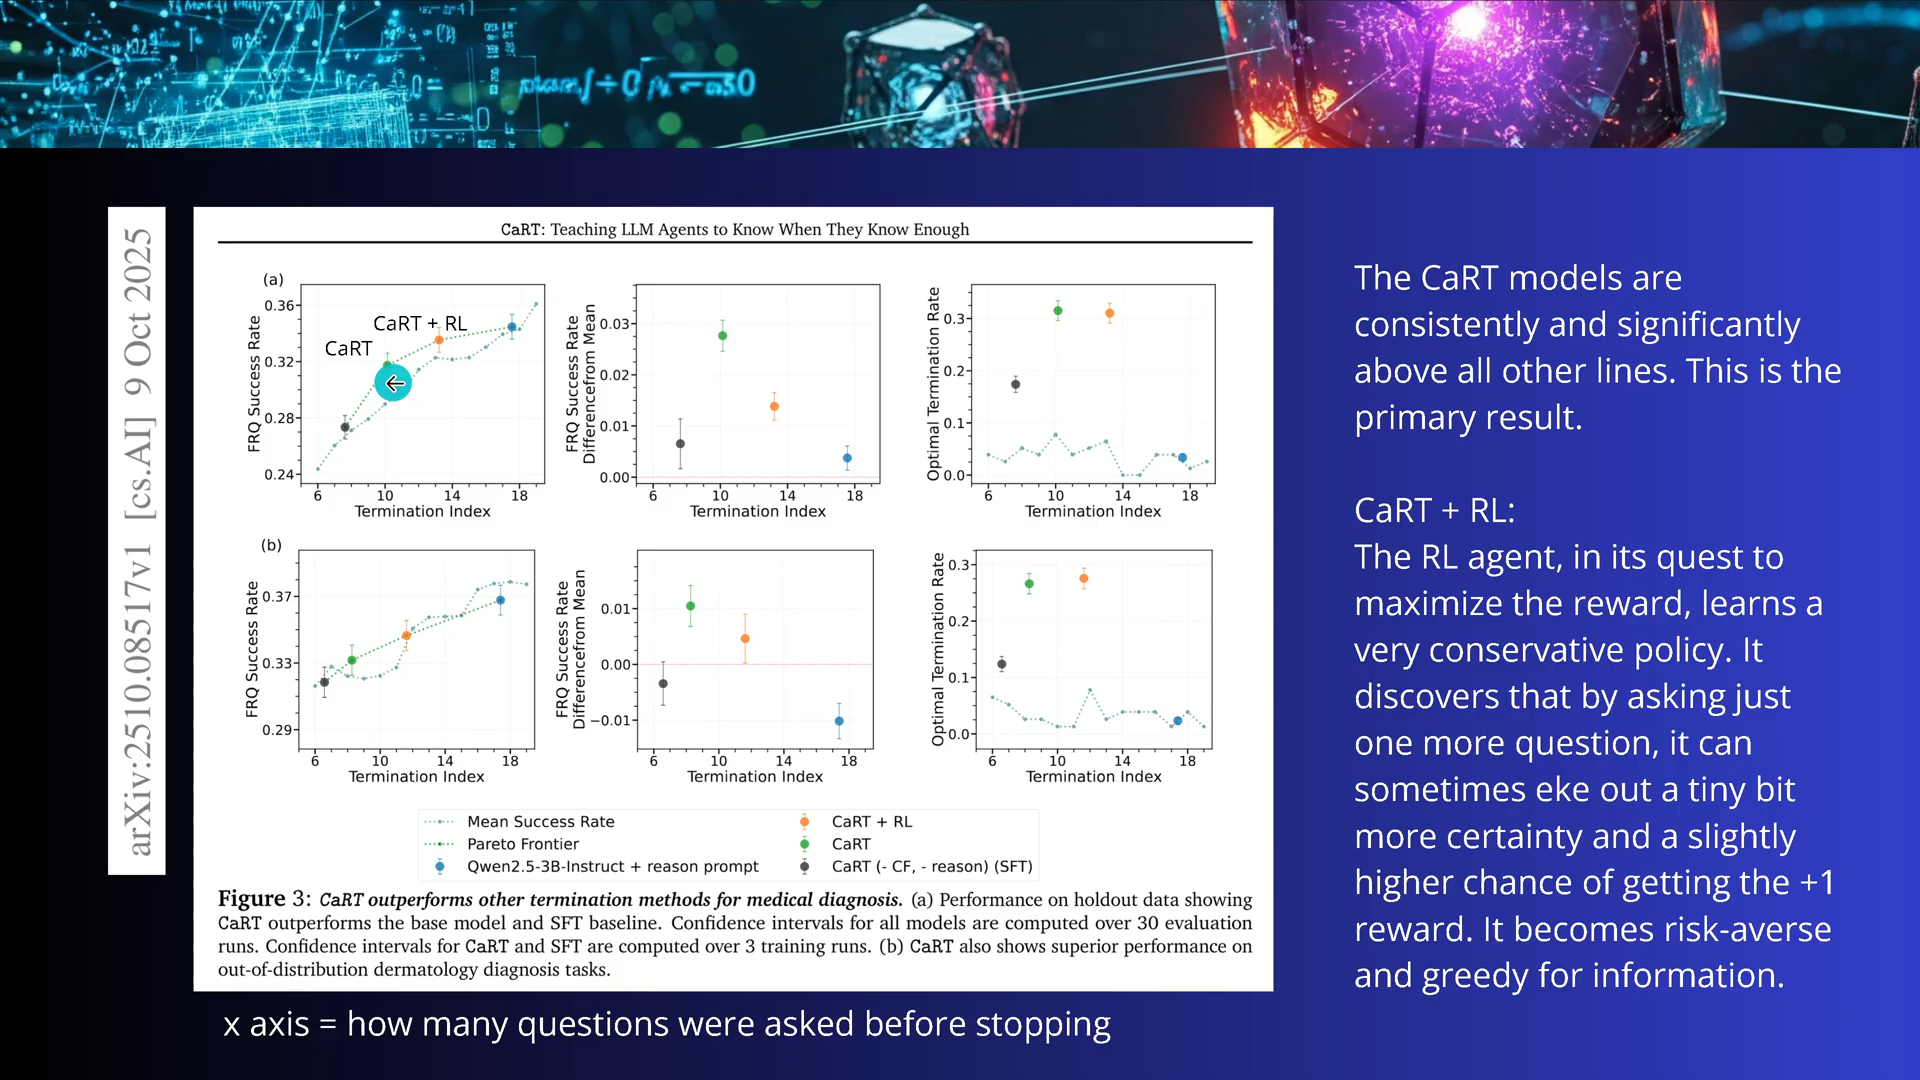 arXiv:2510.08517v1 [cs.AI] 9 Oct 2025
CaRT: Teaching LLM Agents to Know When They Know Enough
(a)
FRQ Success Rate
0.36
0.32
0.28
0.24
CaRT + RL
CaRT
6 10 14 18
Termination Index
FRQ Success Rate
Differencefrom Mean
0.03
0.02
0.01
0.00
6 10 14 18
Termination Index
Optimal Termination Rate
0.3
0.2
0.1
0.0
6 10 14 18
Termination Index
(b)
FRQ Success Rate
0.37
0.33
0.29
6 10 14 18
Termination Index
FRQ Success Rate
Differencefrom Mean
0.01
0.00
−0.01
6 10 14 18
Termination Index
Optimal Termination Rate
0.3
0.2
0.1
0.0
6 10 14 18
Termination Index
Mean Success Rate
Pareto Frontier
Qwen2.5-3B-Instruct + reason prompt
CaRT + RL
CaRT
CaRT (- CF, - reason) (SFT)
Figure 3: CaRT outperforms other termination methods for medical diagnosis. (a) Performance on holdout data showing
CaRT outperforms the base model and SFT baseline. Confidence intervals for all models are computed over 30 evaluation
runs. Confidence intervals for CaRT and SFT are computed over 3 training runs. (b) CaRT also shows superior performance on
out-of-distribution dermatology diagnosis tasks.
x axis = how many questions were asked before stopping
The CaRT models are
consistently and significantly
above all other lines. This is the
primary result.
CaRT + RL:
The RL agent, in its quest to
maximize the reward, learns a
very conservative policy. It
discovers that by asking just
one more question, it can
sometimes eke out a tiny bit
more certainty and a slightly
higher chance of getting the +1
reward. It becomes risk-averse
and greedy for information.